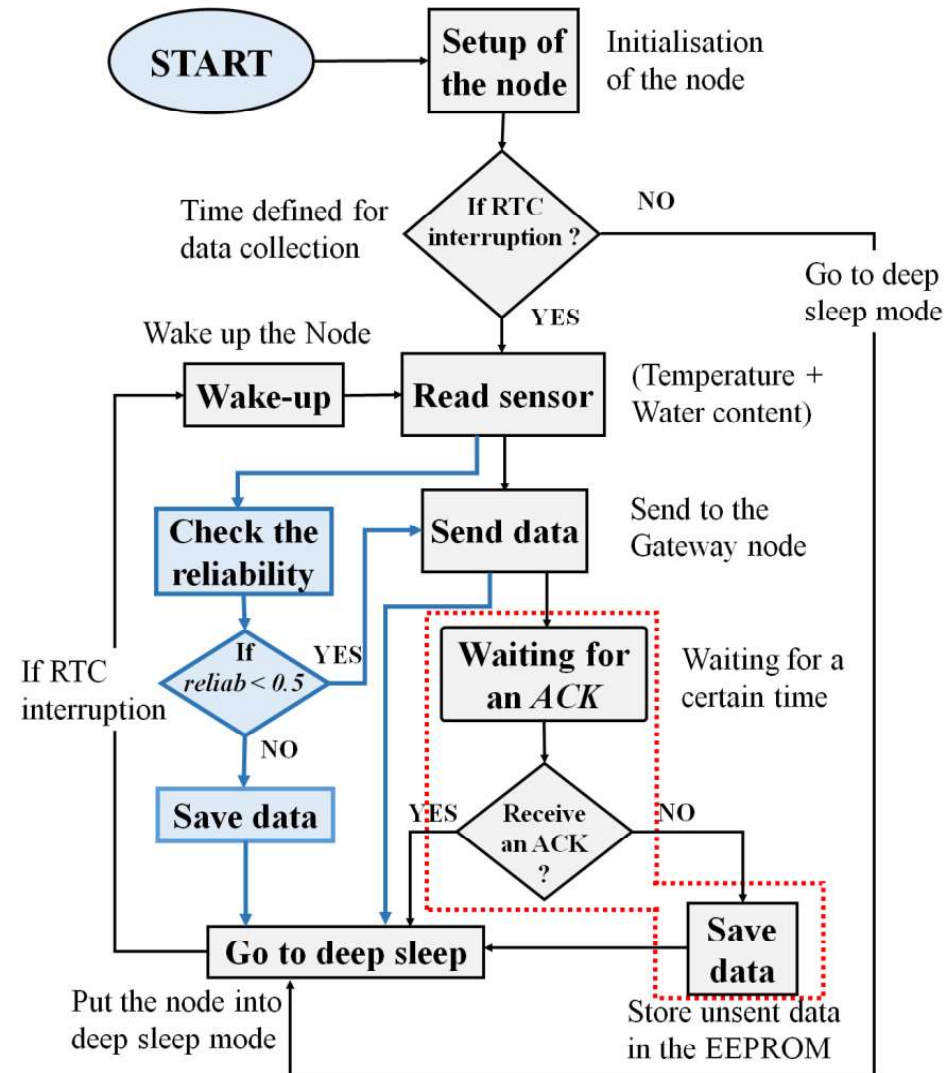 START
Setup of
the node
Initialisation
of the node
If RTC
interruption ?
NO
Time defined for
data collection
Go to deep
sleep mode
YES
Wake up the Node
Wake-up
Read sensor
(Temperature +
Water content)
Check the
reliability
Send data
Send to the
Gateway node
If
reliab < 0.5
YES
If RTC
interruption
Waiting for
an ACK
Waiting for a
certain time
NO
Save data
YES
Receive
an ACK
?
NO
Go to deep sleep
Save
data
Put the node into
deep sleep mode
Store unsent data
in the EEPROM